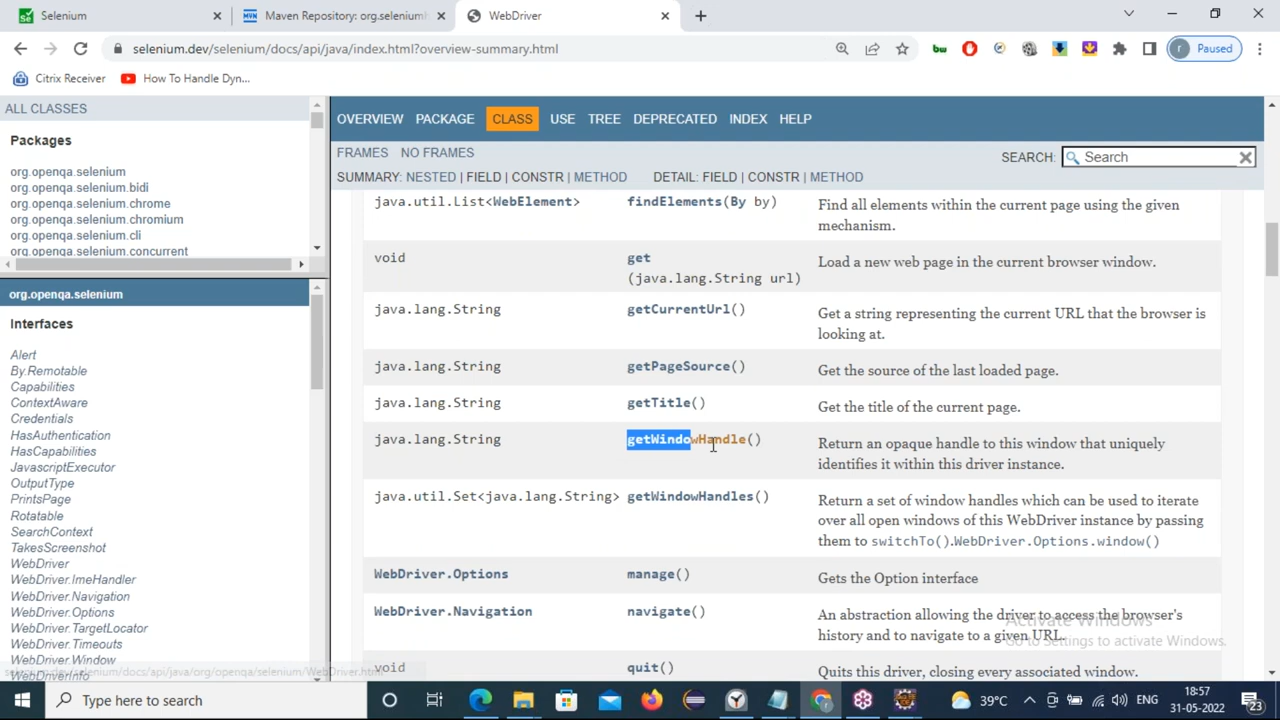 Selenium
Maven Repository: org.seleniumh
WebDriver
selenium.dev/selenium/docs/api/java/index.html?overview-summary.html
Paused
Citrix Receiver
How To Handle Dyn...
ALL CLASSES
Packages
org.openqa.selenium
org.openqa.selenium.bidi
org.openqa.selenium.chrome
org.openqa.selenium.chromium
org.openqa.selenium.cli
org.openqa.selenium.concurrent
org.openqa.selenium
Interfaces
Alert
By.Remotable
Capabilities
ContextAware
Credentials
HasAuthentication
HasCapabilities
JavascriptExecutor
OutputType
PrintsPage
Rotatable
SearchContext
TakesScreenshot
WebDriver
WebDriver.ImeHandler
WebDriver.Navigation
WebDriver.Options
WebDriver.TargetLocator
WebDriver.Timeouts
WebDriver.Window
WebDriverInfo
selenium.dev/selenium/docs/api/java/org/openqa/selenium/WebDriver.html
OVERVIEW PACKAGE CLASS USE TREE DEPRECATED INDEX HELP
FRAMES NO FRAMES
SEARCH: Search
SUMMARY: NESTED | FIELD | CONSTR | METHOD DETAIL: FIELD | CONSTR | METHOD
java.util.List<WebElement> findElements(By by) Find all elements within the current page using the given
mechanism.
void get Load a new web page in the current browser window.
(java.lang.String url)
java.lang.String getCurrentUrl() Get a string representing the current URL that the browser is
looking at.
java.lang.String getPageSource() Get the source of the last loaded page.
java.lang.String getTitle() Get the title of the current page.
java.lang.String getWindowHandle() Return an opaque handle to this window that uniquely
identifies it within this driver instance.
java.util.Set<java.lang.String> getWindowHandles() Return a set of window handles which can be used to iterate
over all open windows of this WebDriver instance by passing
them to switchTo().WebDriver.Options.window()
WebDriver.Options manage() Gets the Option interface
WebDriver.Navigation navigate() An abstraction allowing the driver to access the browser's
history and to navigate to a given URL.
Activate Windows
Go to Settings to activate Windows.
void quit() Quits this driver, closing every associated window.
Type here to search
39°C
ENG
18:57
31-05-2022
23